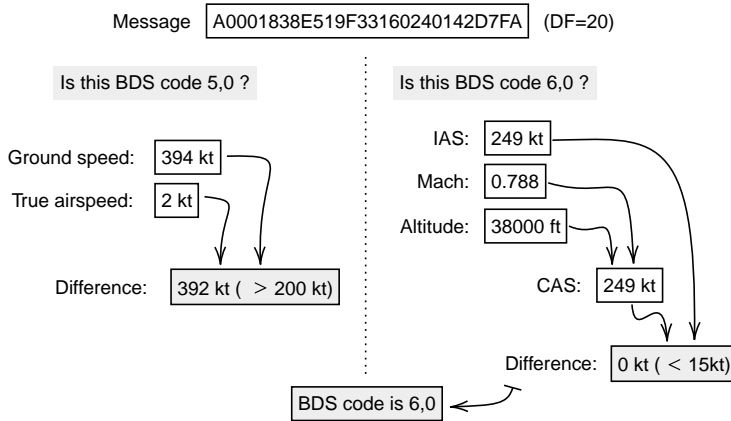 Message A0001838E519F33160240142D7FA (DF=20)
Is this BDS code 5,0 ?
Ground speed: 394 kt
True airspeed: 2 kt
Difference: 392 kt ( > 200 kt)
Is this BDS code 6,0 ?
IAS: 249 kt
Mach: 0.788
Altitude: 38000 ft
CAS: 249 kt
Difference: 0 kt ( < 15kt)
BDS code is 6,0